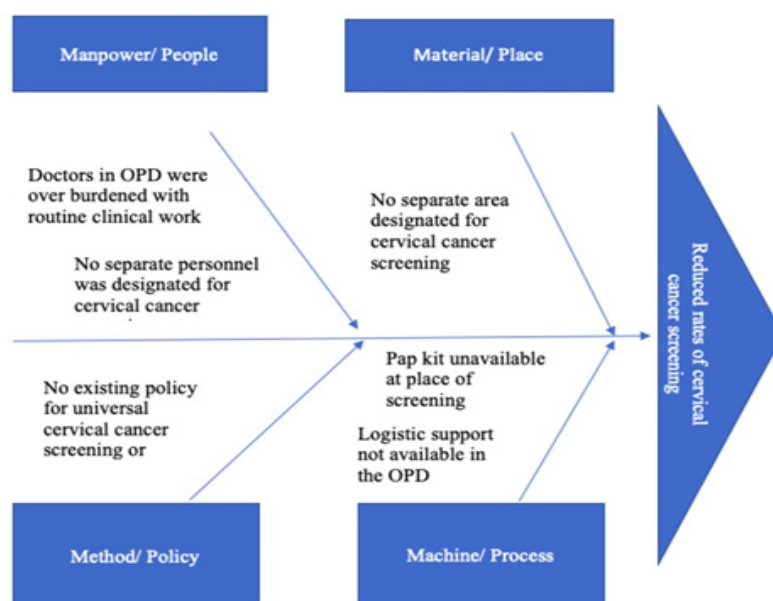 Manpower/ People
Material/ Place
Doctors in OPD were
over burdened with
routine clinical work
No separate personnel
was designated for
cervical cancer
No separate area
designated for
cervical cancer
screening
Reduced rates of cervical
cancer screening
No existing policy
for universal
cervical cancer
screening or
Pap kit unavailable
at place of
screening
Logistic support
not available in
the OPD
Method/ Policy
Machine/ Process